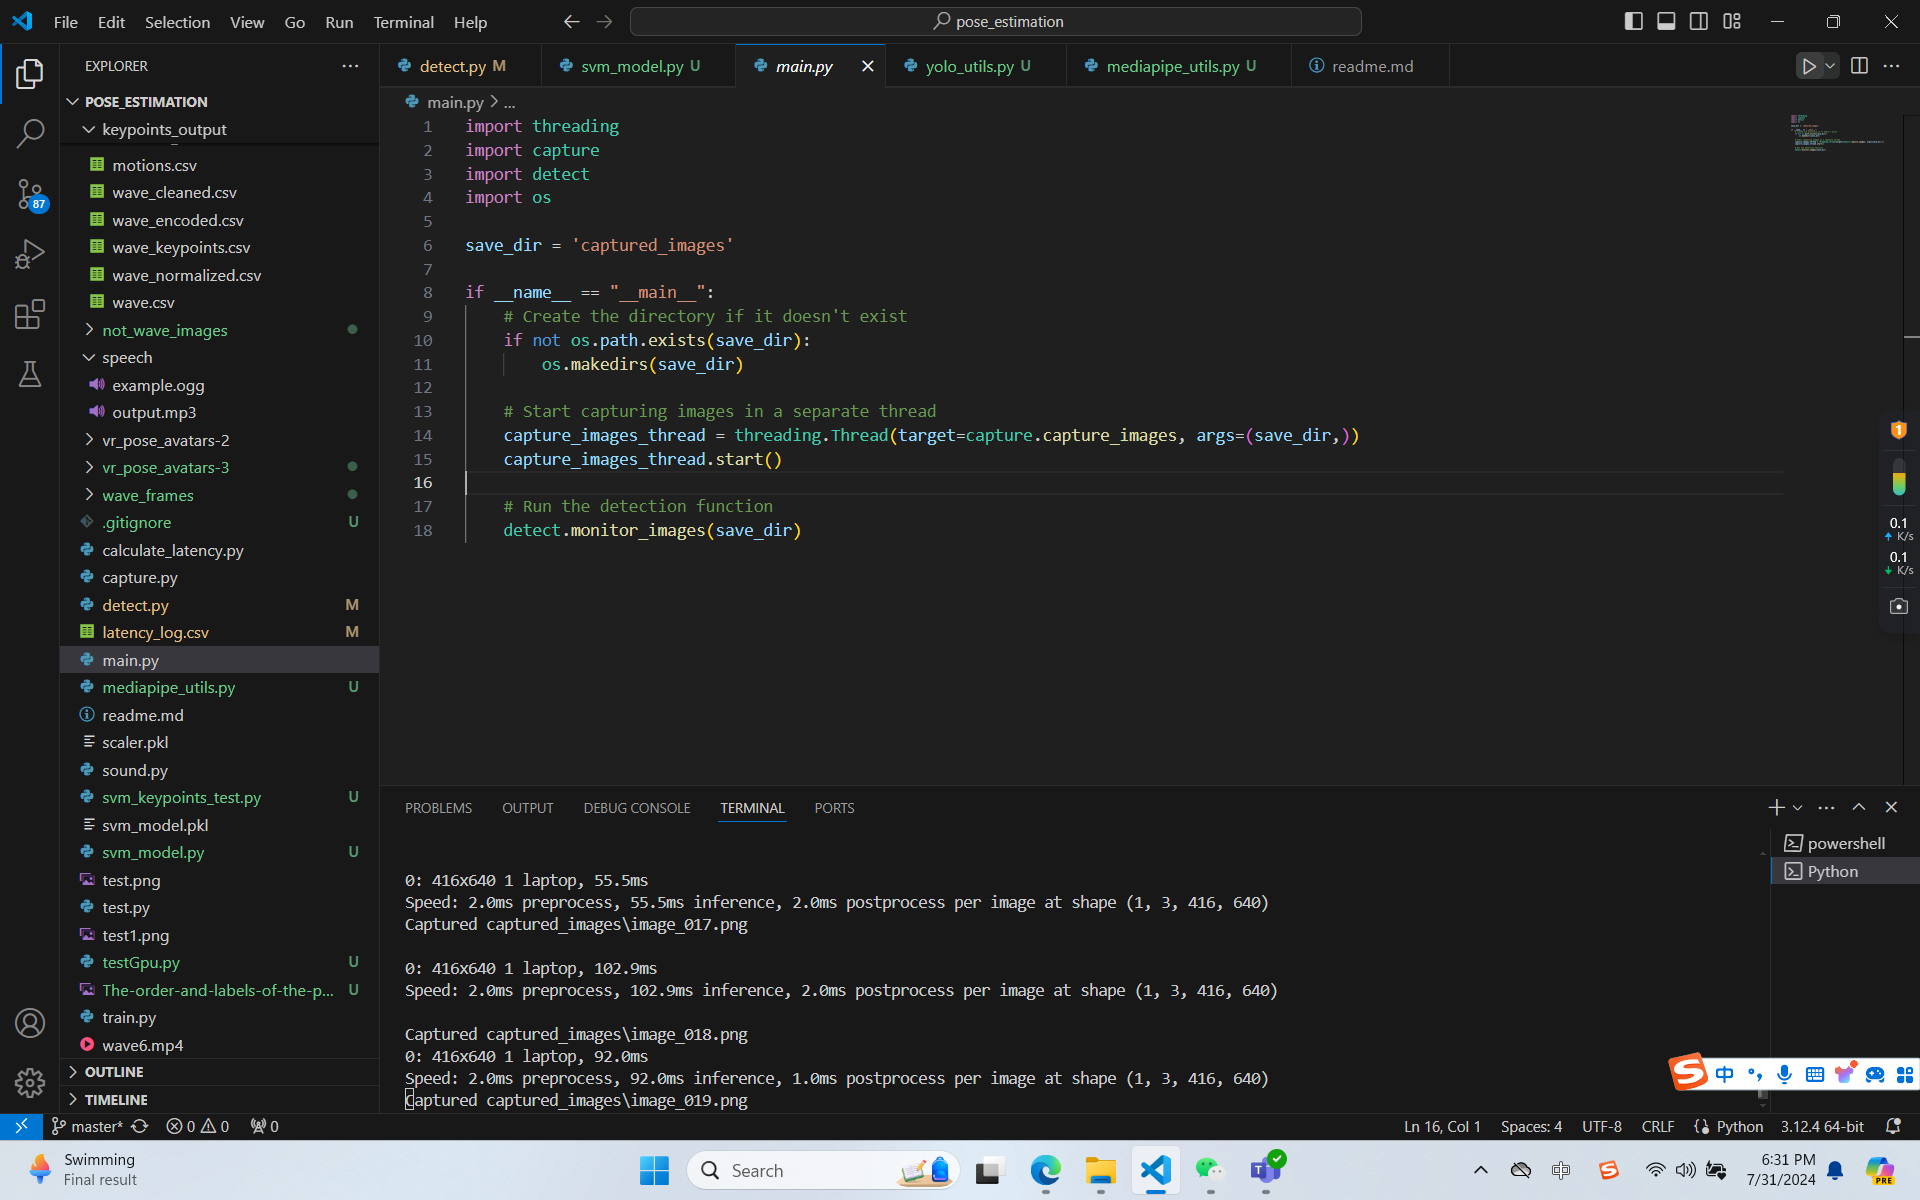 File Edit Selection View Go Run Terminal Help
pose_estimation
EXPLORER
detect.py M
svm_model.py U
main.py
yolo_utils.py U
mediapipe_utils.py U
readme.md
POSE_ESTIMATION
keypoints_output
motions.csv
wave_cleaned.csv
wave_encoded.csv
wave_keypoints.csv
wave_normalized.csv
wave.csv
not_wave_images
speech
example.ogg
output.mp3
vr_pose_avatars-2
vr_pose_avatars-3
wave_frames
.gitignore U
calculate_latency.py
capture.py
detect.py M
latency_log.csv M
main.py
mediapipe_utils.py U
readme.md
scaler.pkl
sound.py
svm_keypoints_test.py U
svm_model.pkl
svm_model.py U
test.png
test.py
test1.png
testGpu.py U
The-order-and-labels-of-the-p... U
train.py
wave6.mp4
OUTLINE
TIMELINE
87
main.py > ...
1 import threading
2 import capture
3 import detect
4 import os
5
6 save_dir = 'captured_images'
7
8 if __name__ == "__main__":
9 # Create the directory if it doesn't exist
10 if not os.path.exists(save_dir):
11 os.makedirs(save_dir)
12
13 # Start capturing images in a separate thread
14 capture_images_thread = threading.Thread(target=capture.capture_images, args=(save_dir,))
15 capture_images_thread.start()
16
17 # Run the detection function
18 detect.monitor_images(save_dir)
1
0.1
K/s
0.1
K/s
PROBLEMS OUTPUT DEBUG CONSOLE TERMINAL PORTS
powershell
Python
0: 416x640 1 laptop, 55.5ms
Speed: 2.0ms preprocess, 55.5ms inference, 2.0ms postprocess per image at shape (1, 3, 416, 640)
Captured captured_images\image_017.png
0: 416x640 1 laptop, 102.9ms
Speed: 2.0ms preprocess, 102.9ms inference, 2.0ms postprocess per image at shape (1, 3, 416, 640)
Captured captured_images\image_018.png
0: 416x640 1 laptop, 92.0ms
Speed: 2.0ms preprocess, 92.0ms inference, 1.0ms postprocess per image at shape (1, 3, 416, 640)
Captured captured_images\image_019.png
S 中
master* 0 0 0
Ln 16, Col 1 Spaces: 4 UTF-8 CRLF Python 3.12.4 64-bit
Swimming
Final result
Search
6:31 PM
7/31/2024
PRE